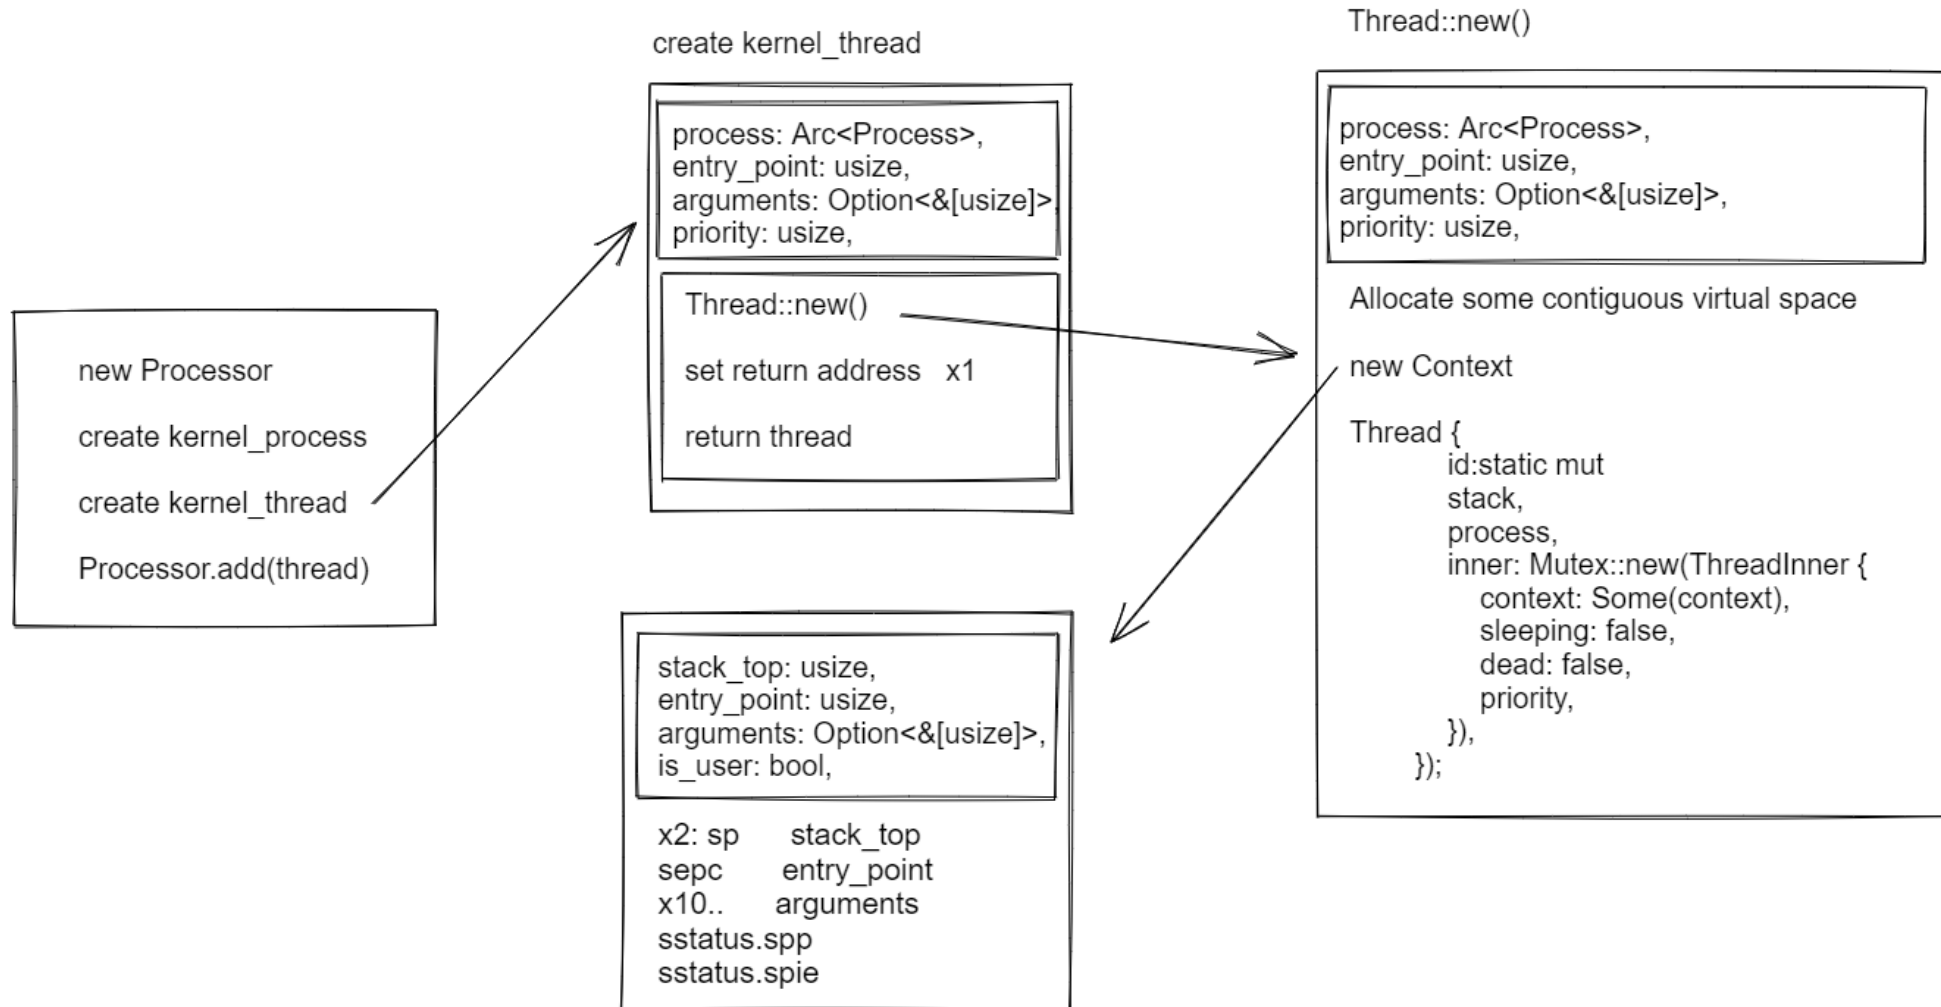 new Processor
create kernel_process
create kernel_thread
Processor.add(thread)
create kernel_thread
process: Arc<Process>,
entry_point: usize,
arguments: Option<&[usize]>,
priority: usize,
Thread::new()
set return address x1
return thread
Thread::new()
process: Arc<Process>,
entry_point: usize,
arguments: Option<&[usize]>,
priority: usize,
Allocate some contiguous virtual space
new Context
Thread {
id:static mut
stack,
process,
inner: Mutex::new(ThreadInner {
context: Some(context),
sleeping: false,
dead: false,
priority,
}),
});
stack_top: usize,
entry_point: usize,
arguments: Option<&[usize]>,
is_user: bool,
x2: sp stack_top
sepc entry_point
x10.. arguments
sstatus.spp
sstatus.spie